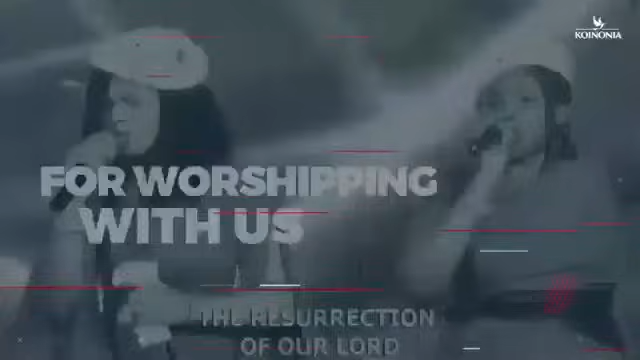 KOINONIA
FOR WORSHIPPING
WITH US
THE RESURRECTION
OF OUR LORD